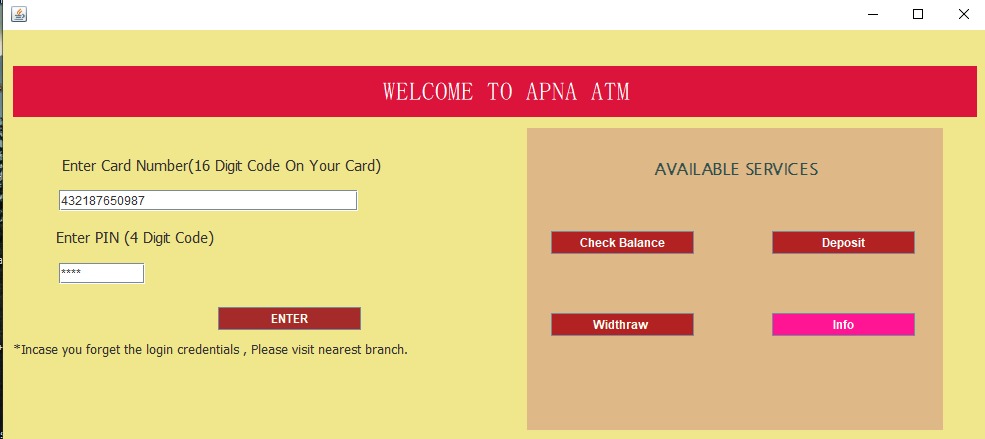 WELCOME TO APNA ATM
Enter Card Number(16 Digit Code On Your Card)
432187650987
Enter PIN (4 Digit Code)
****
ENTER
*Incase you forget the login credentials , Please visit nearest branch.
AVAILABLE SERVICES
Check Balance
Deposit
Widthraw
Info